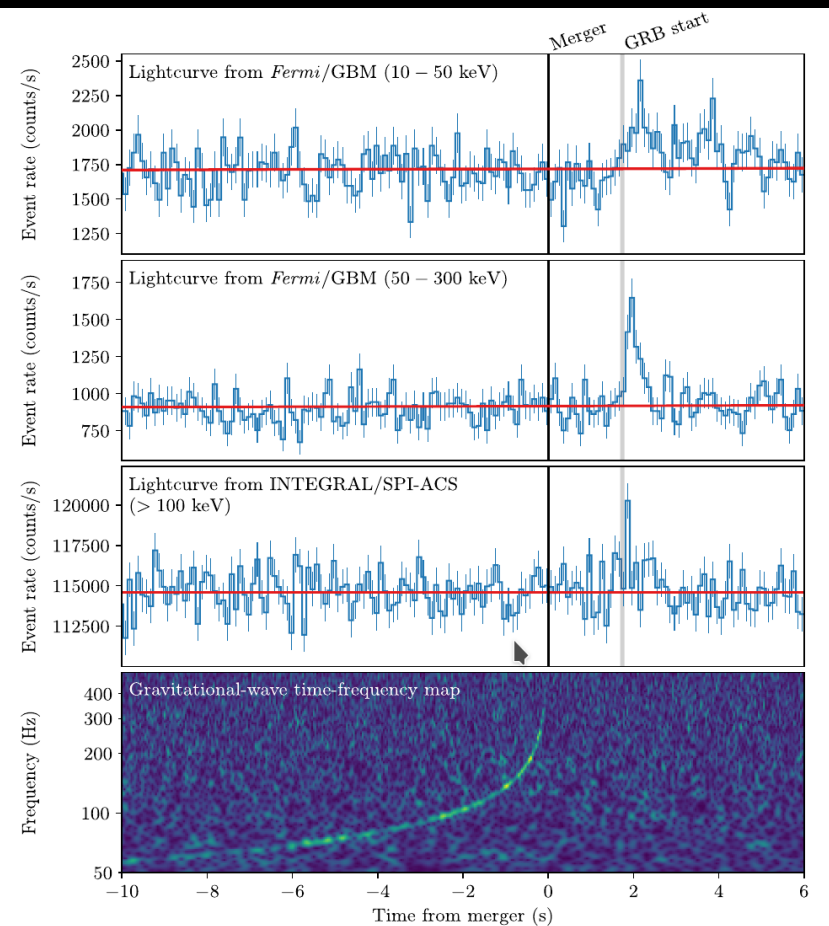 Merger
GRB start
Lightcurve from Fermi/GBM (10 − 50 keV)
Event rate (counts/s)
2500
2250
2000
1750
1500
1250
Lightcurve from Fermi/GBM (50 − 300 keV)
Event rate (counts/s)
1750
1500
1250
1000
750
Lightcurve from INTEGRAL/SPI-ACS
(> 100 keV)
Event rate (counts/s)
120000
117500
115000
112500
Gravitational-wave time-frequency map
Frequency (Hz)
400
300
200
100
50
−10 −8 −6 −4 −2 0 2 4 6
Time from merger (s)